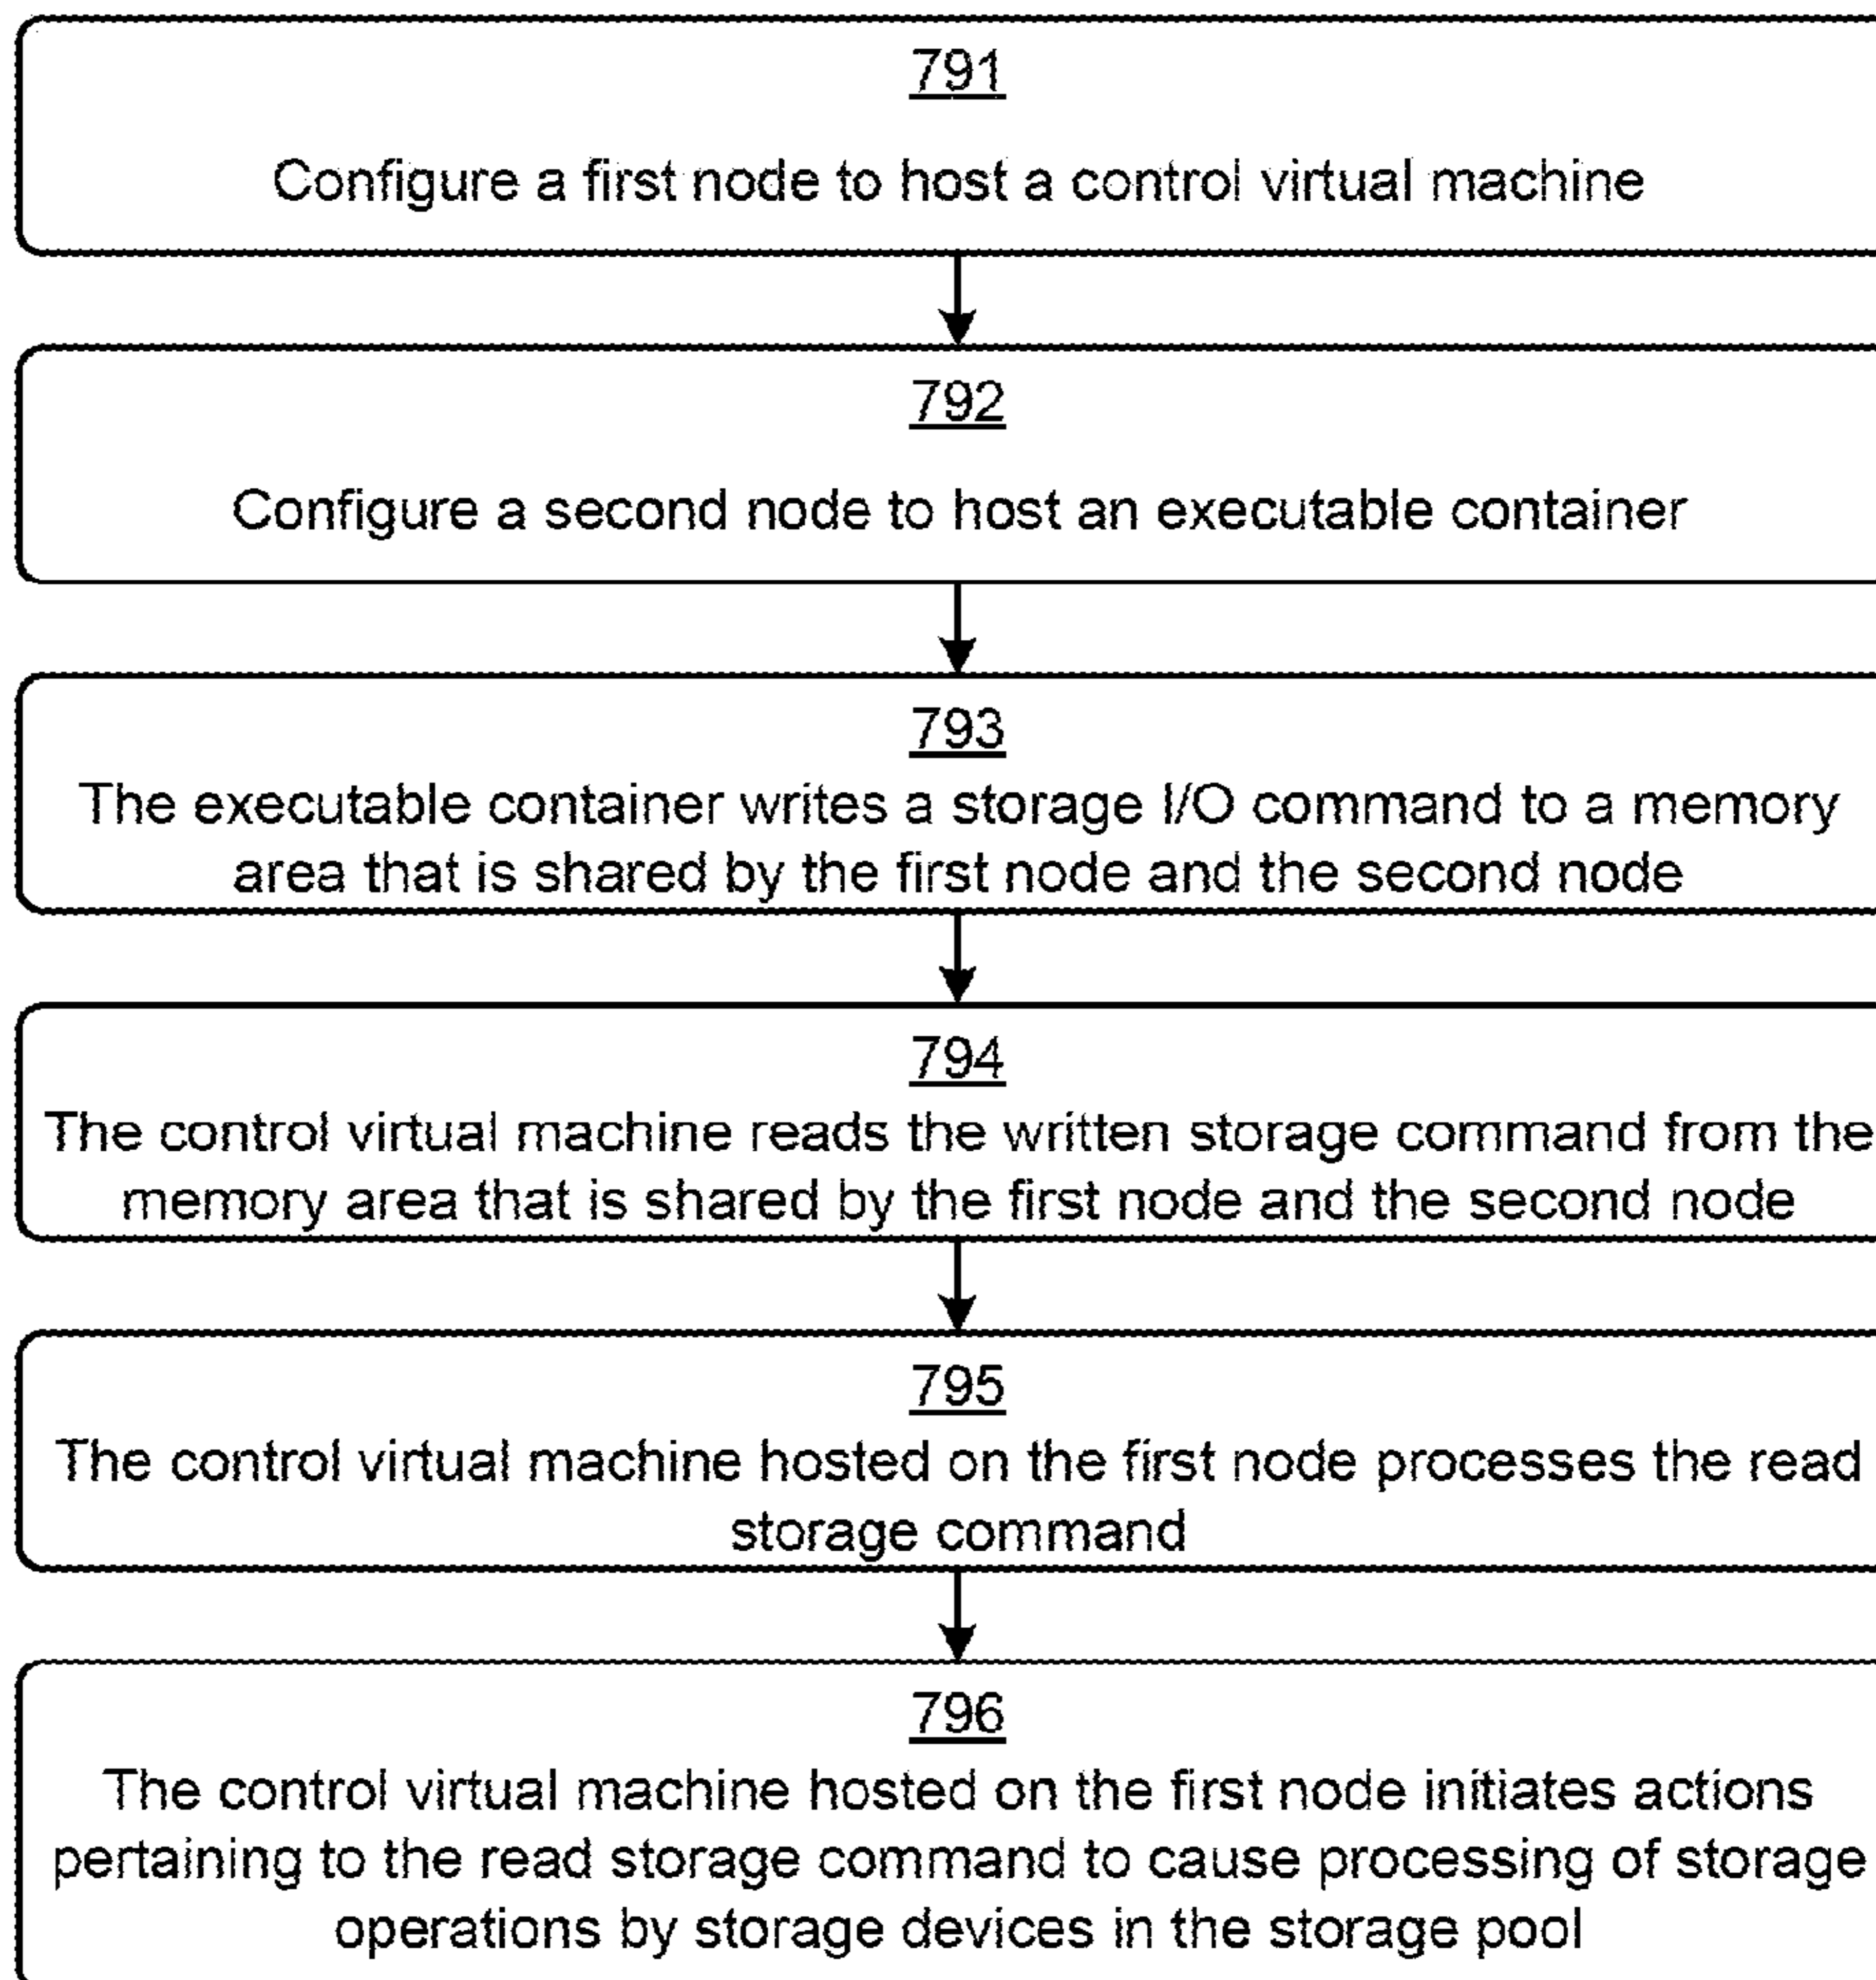 791
Configure a first node to host a control virtual machine
792
Configure a second node to host an executable container
793
The executable container writes a storage I/O command to a memory
area that is shared by the first node and the second node
794
The control virtual machine reads the written storage command from the
memory area that is shared by the first node and the second node
795
The control virtual machine hosted on the first node processes the read
storage command
796
The control virtual machine hosted on the first node initiates actions
pertaining to the read storage command to cause processing of storage
operations by storage devices in the storage pool